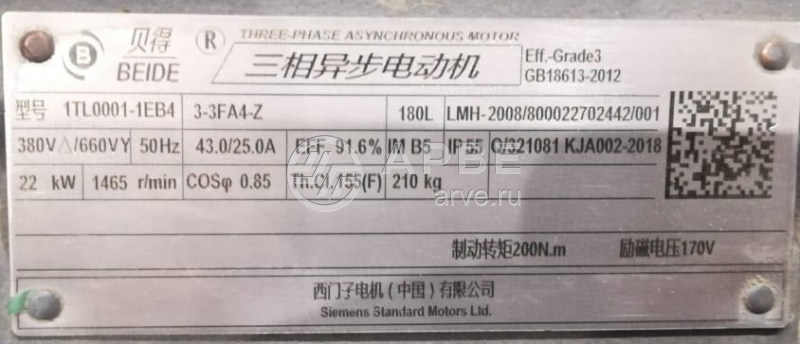 B 贝得 BEIDE ® THREE-PHASE ASYNCHRONOUS MOTOR
三相异步电动机 Eff.-Grade3
GB18613-2012
型号 1TL0001-1EB4 3-3FA4-Z 180L LMH-2008/800022702442/001
380V△/660VY 50Hz 43.0/25.0A EFF. 91.6% IM B5 IP 55 Q/321081 KJA002-2018
22 kW 1465 r/min COSφ 0.85 Th.Cl.155(F) 210 kg
АРВЕ
arve.ru
制动转矩200N.m 励磁电压170V
西门子电机(中国)有限公司
Siemens Standard Motors Ltd.